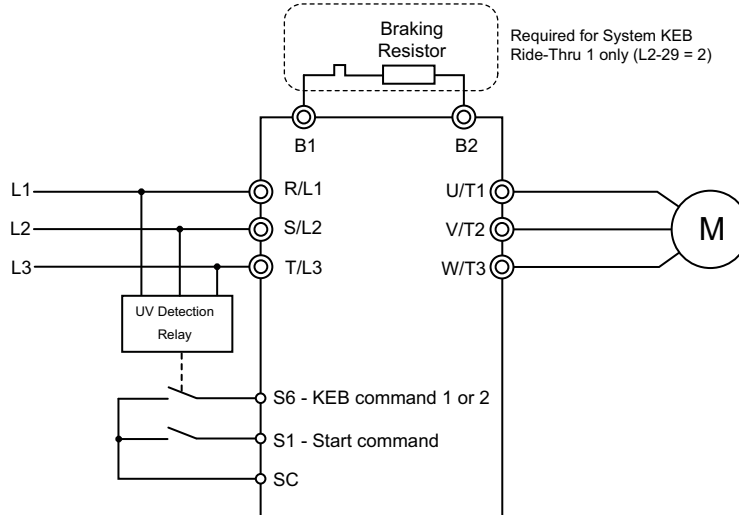 Braking
Resistor
Required for System KEB
Ride-Thru 1 only (L2-29 = 2)
B1
B2
L1
R/L1
U/T1
L2
S/L2
V/T2
M
L3
T/L3
W/T3
UV Detection
Relay
S6 - KEB command 1 or 2
S1 - Start command
SC